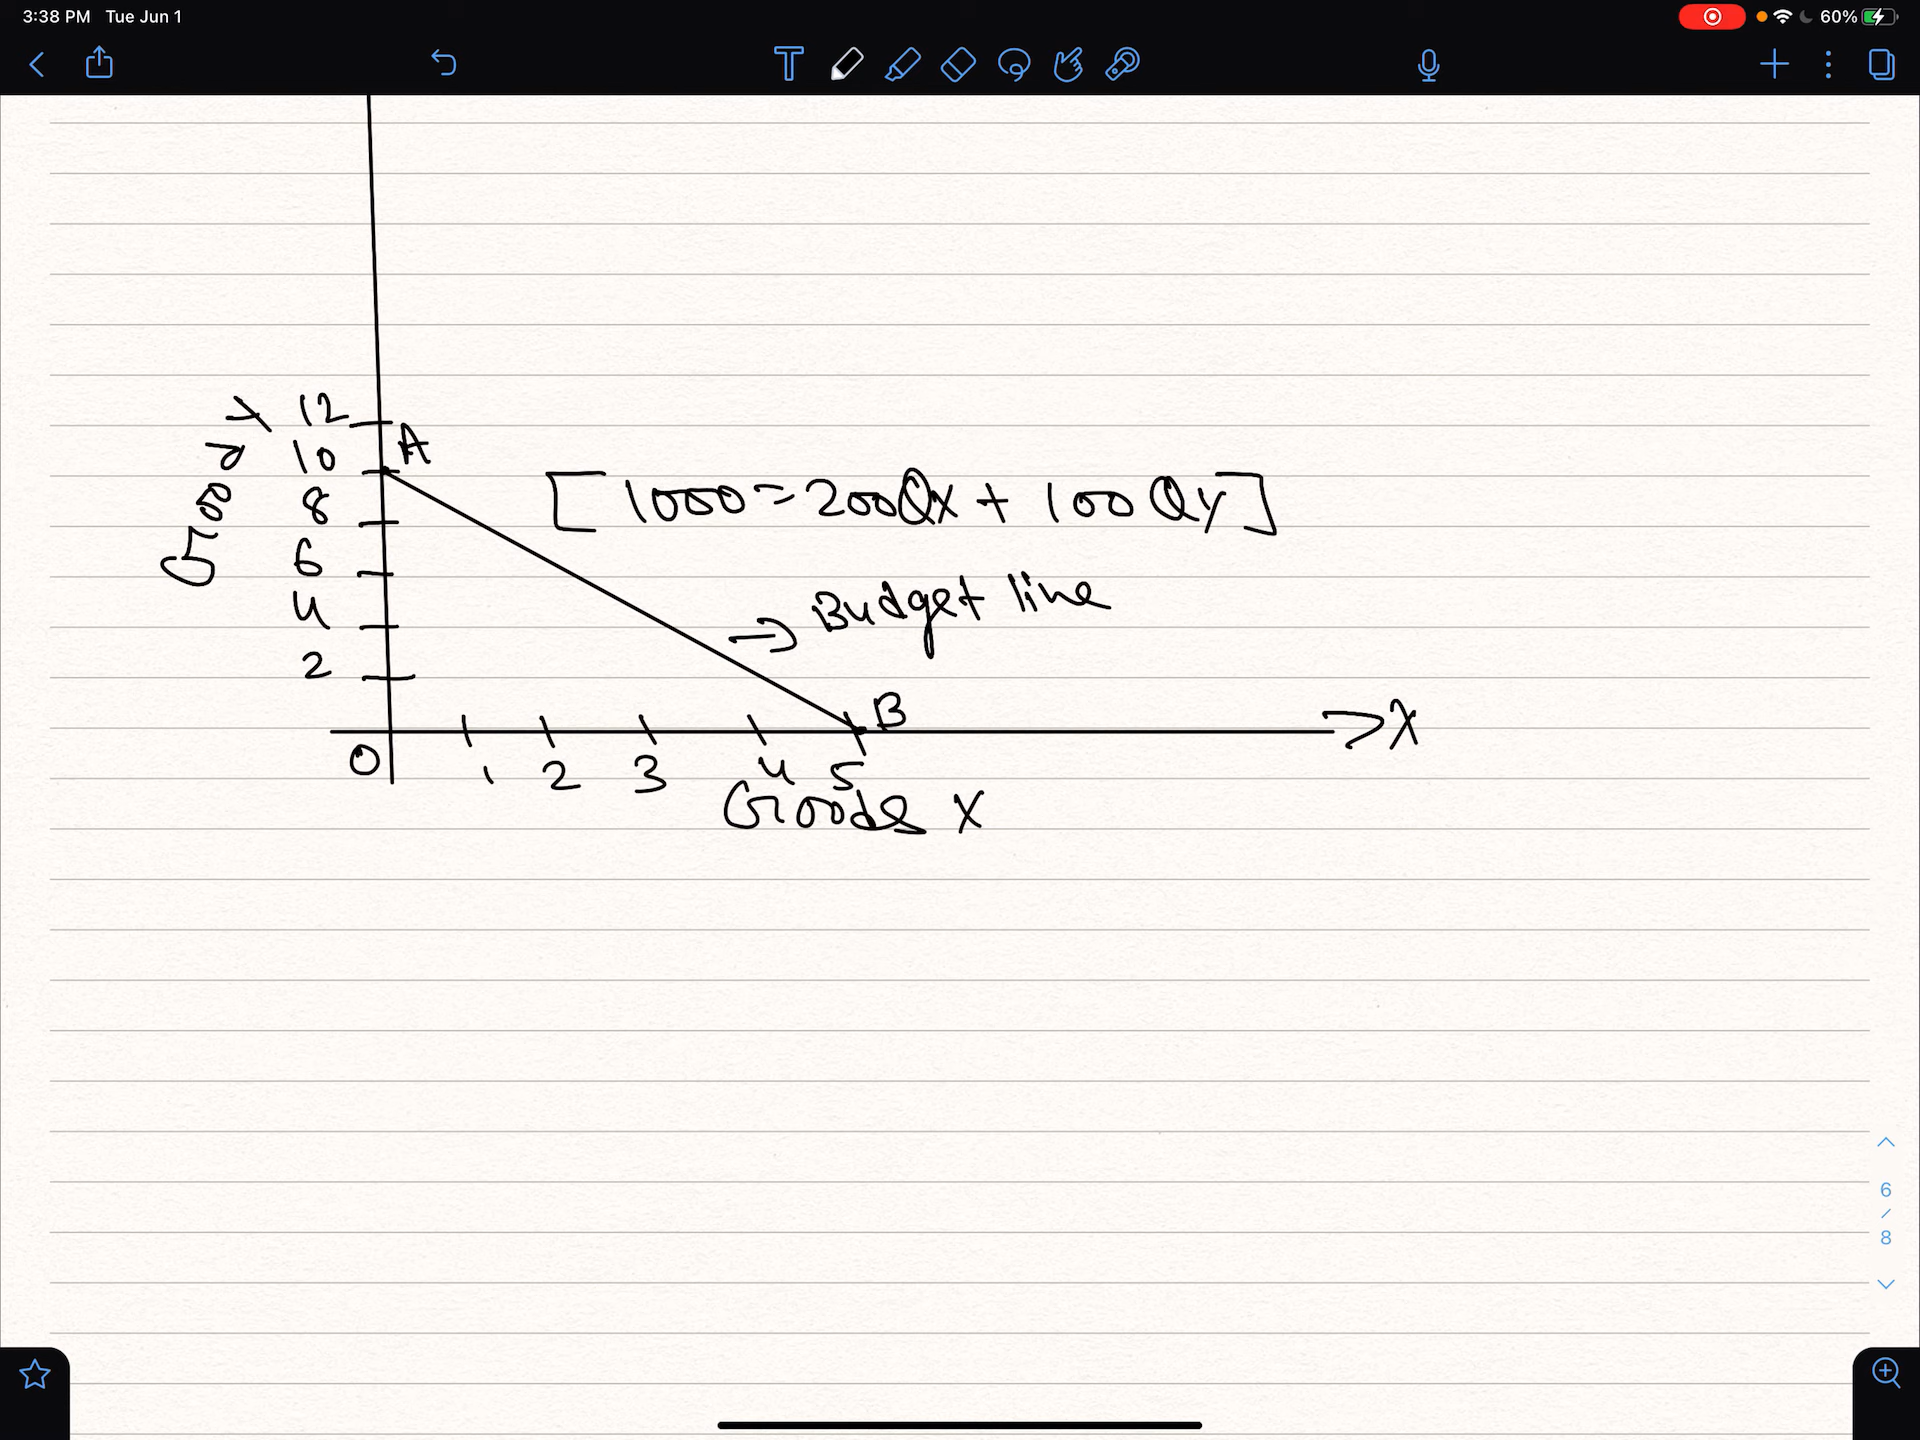 3:38 PM Tue Jun 1
60%
T
12
A
10
8
6
4
2
Good Y
[1000 = 200Qx + 100Qy]
→ Budget line
B
X
0
1 2 3 4 5
Goods X
6
/
8